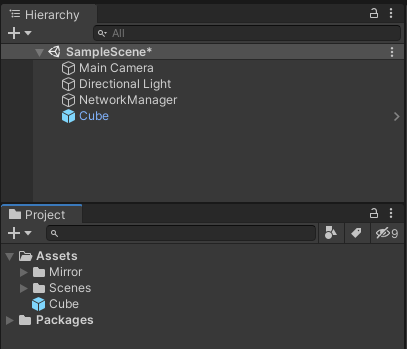 Hierarchy
All
SampleScene*
Main Camera
Directional Light
NetworkManager
Cube
Project
9
Assets
Mirror
Scenes
Cube
Packages